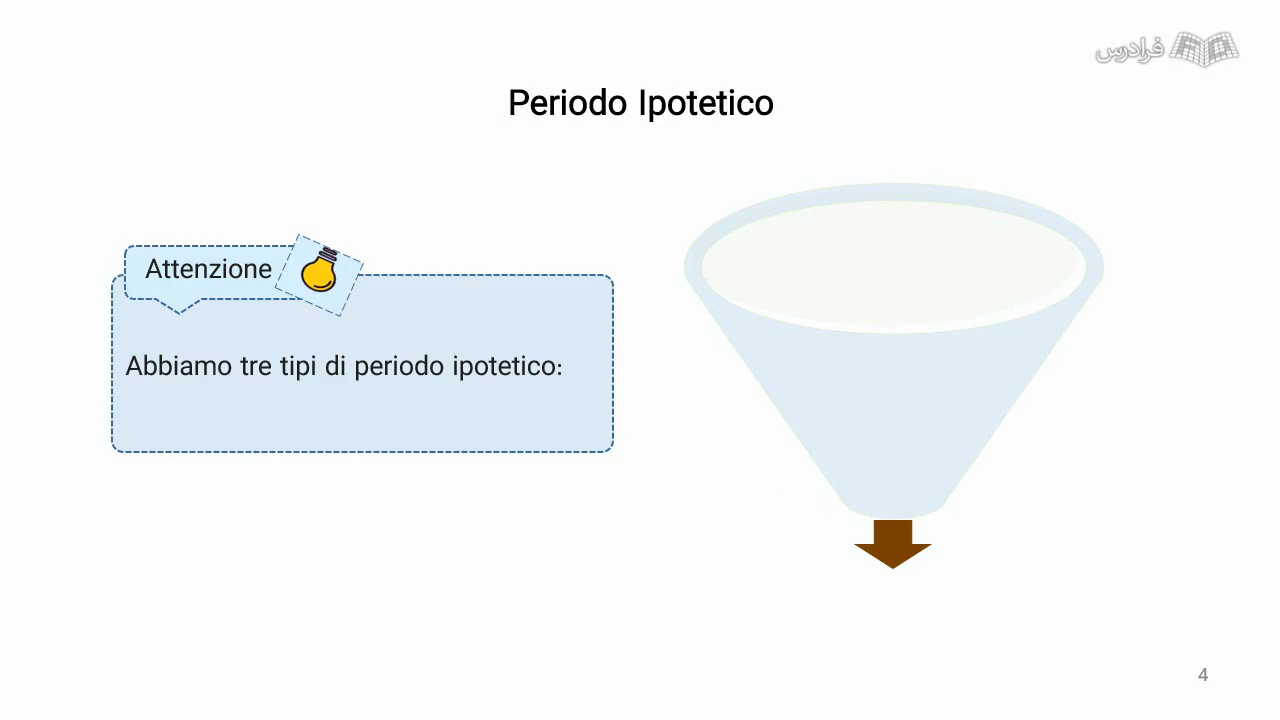 فرادرس
Periodo Ipotetico
Attenzione
Abbiamo tre tipi di periodo ipotetico:
4